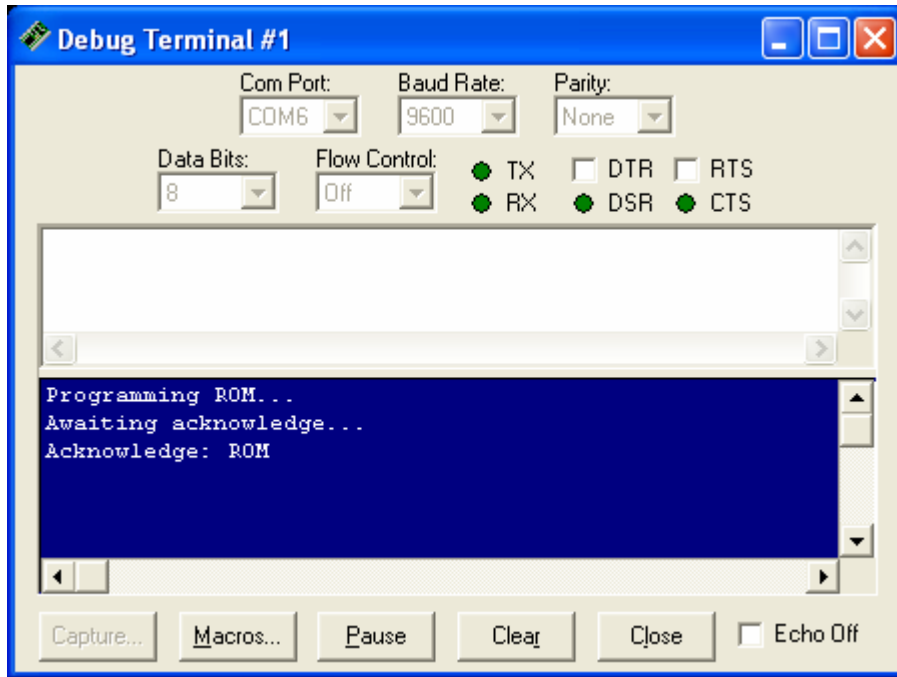 Debug Terminal #1
Com Port: Baud Rate: Parity:
COM6 9600 None
Data Bits: Flow Control: TX DTR RTS
8 Off RX DSR CTS
Programming ROM...
Awaiting acknowledge...
Acknowledge: ROM
Capture... Macros... Pause Clear Close Echo Off